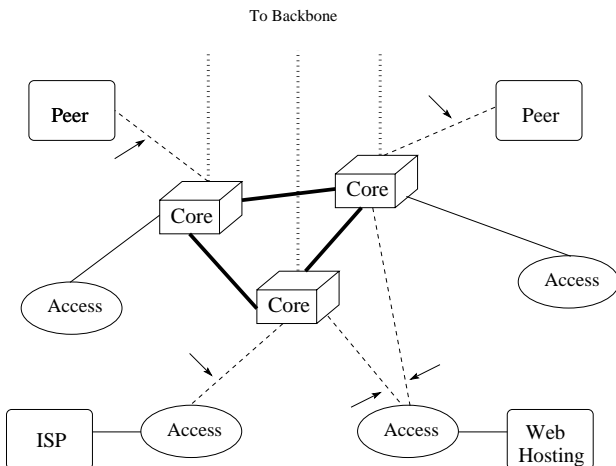 To Backbone
Peer
Peer
Core
Core
Core
Access
Access
ISP
Access
Access
Web
Hosting